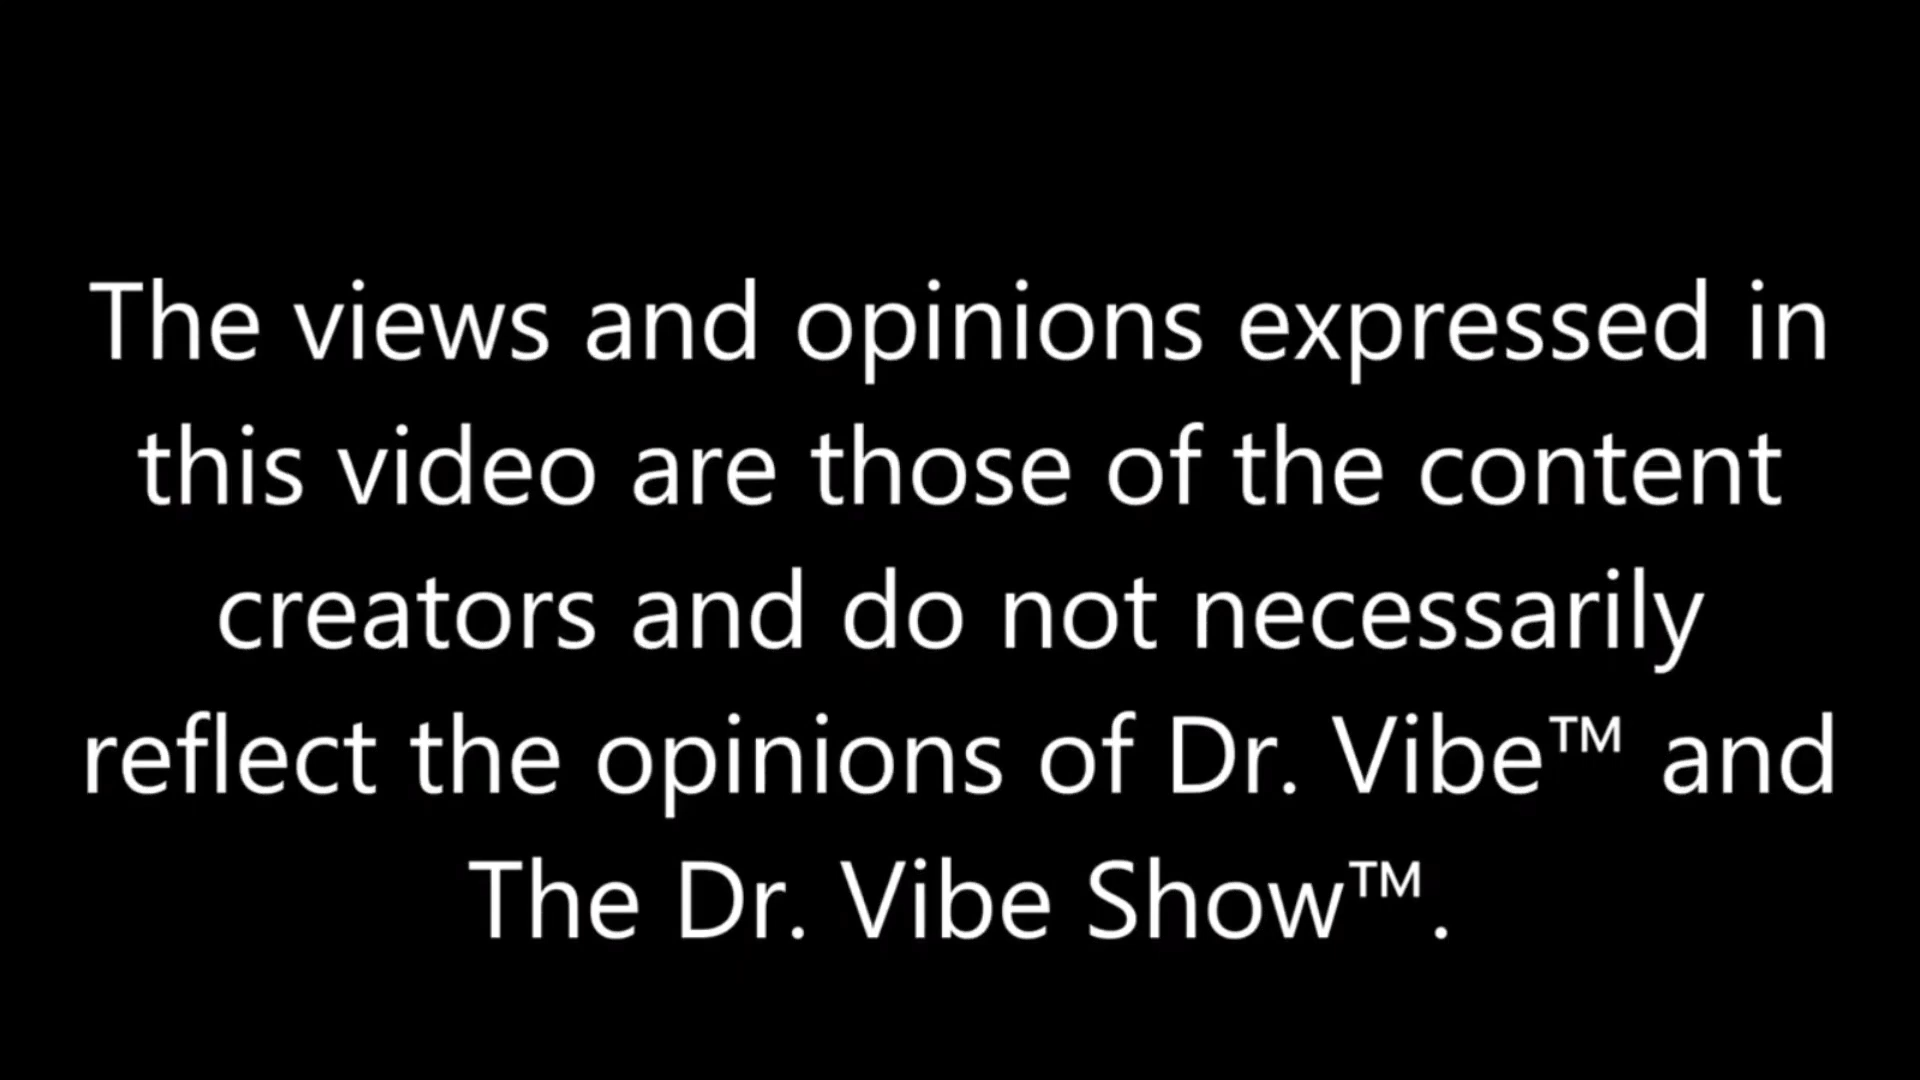 The views and opinions expressed in
this video are those of the content
creators and do not necessarily
reflect the opinions of Dr. Vibe™ and
The Dr. Vibe Show™.